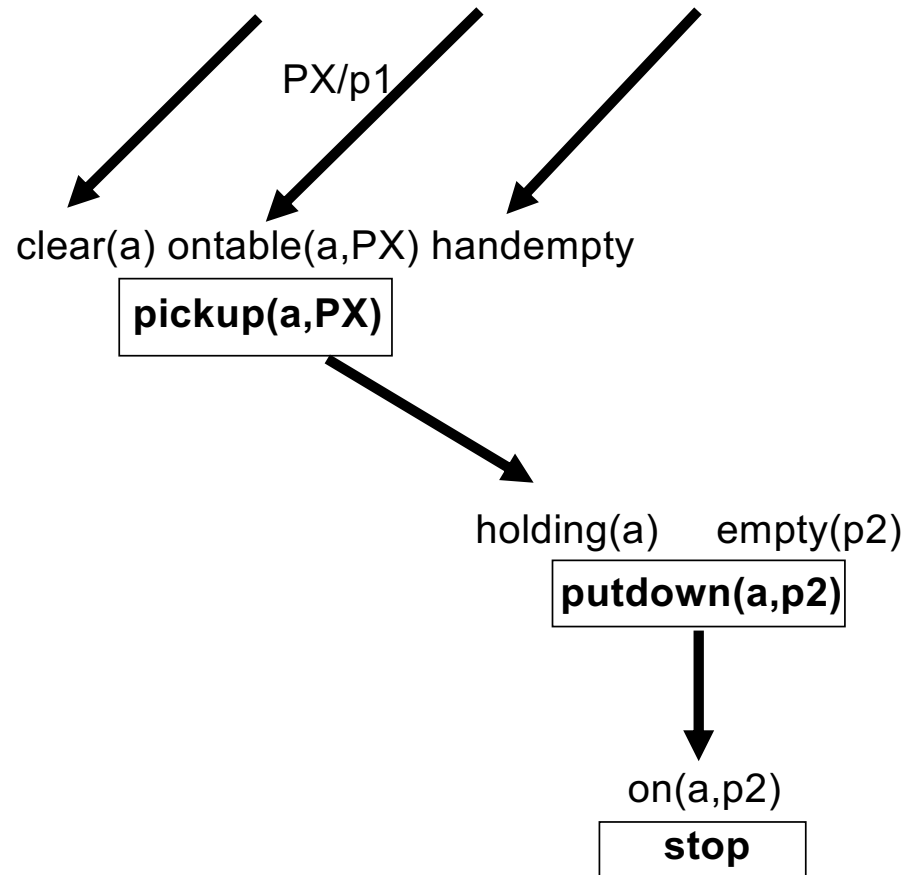 PX/p1
clear(a) ontable(a,PX) handempty
pickup(a,PX)
holding(a) empty(p2)
putdown(a,p2)
on(a,p2)
stop